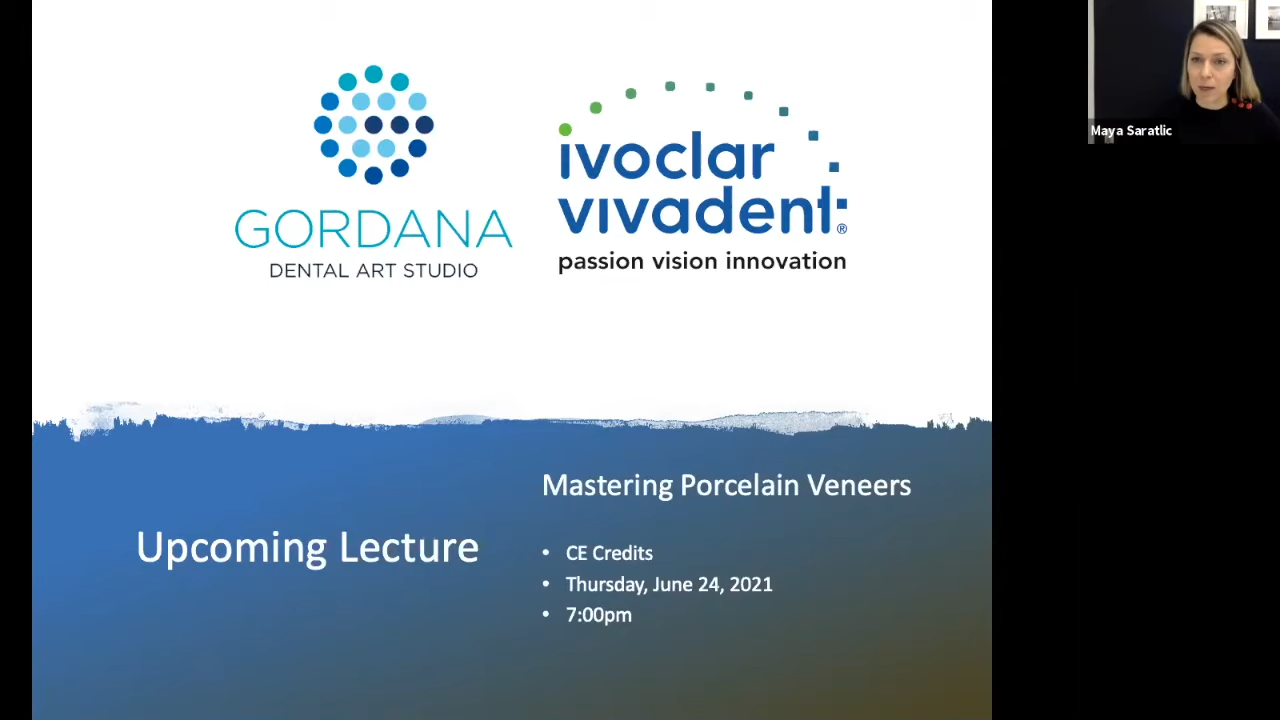 GORDANA
DENTAL ART STUDIO
ivoclar
vivadent®
passion vision innovation
Maya Saratlic
Upcoming Lecture
Mastering Porcelain Veneers
• CE Credits
• Thursday, June 24, 2021
• 7:00pm